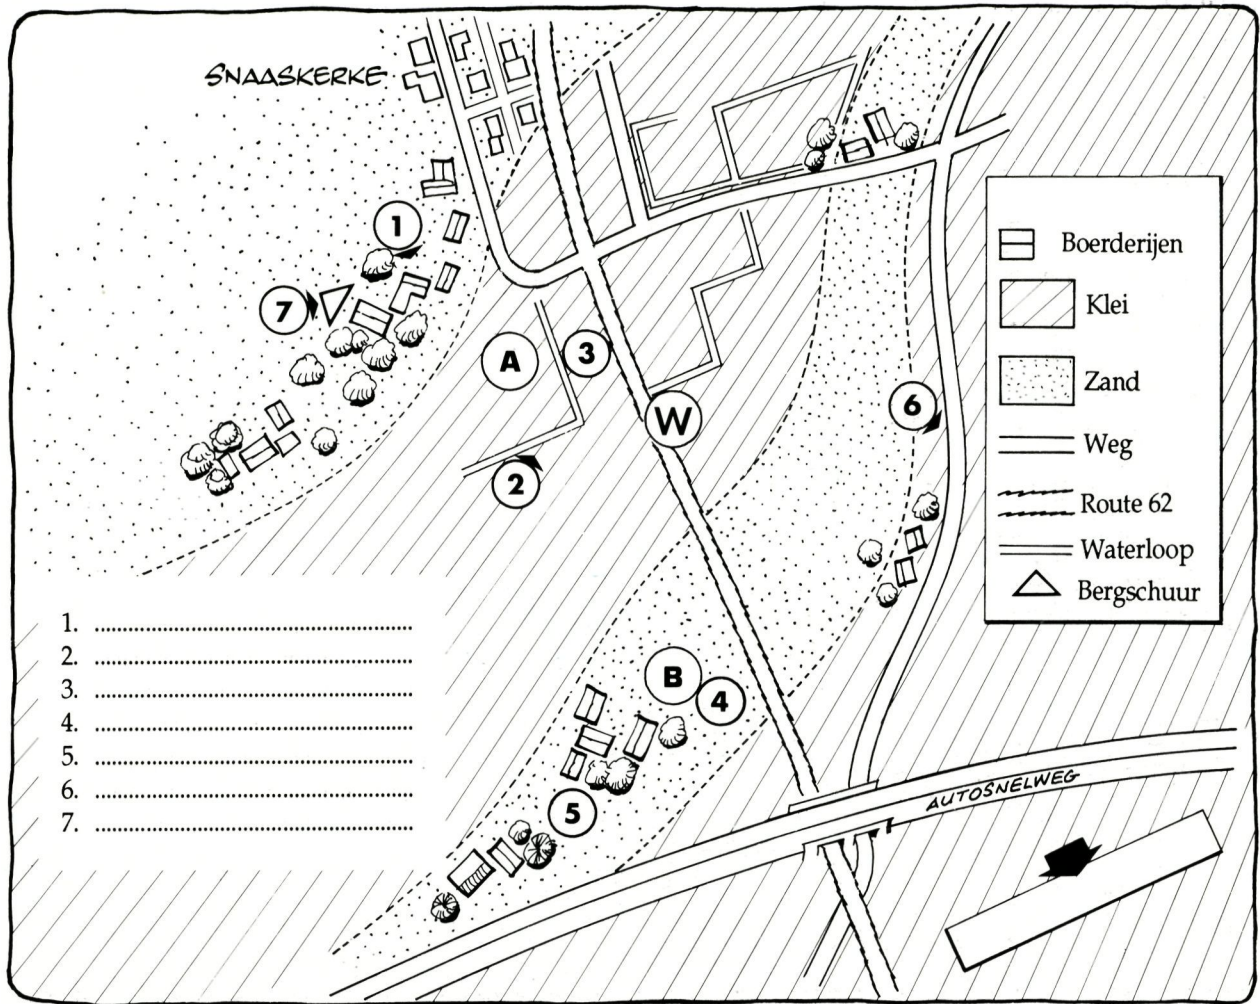 SNAASKERKE
1
7
A
3
W
6
2
B
4
5
Boerderijen
Klei
Zand
Weg
Route 62
Waterloop
Bergschuur
1. ................................................
2. ................................................
3. ................................................
4. ................................................
5. ................................................
6. ................................................
7. ................................................
AUTOSNELWEG